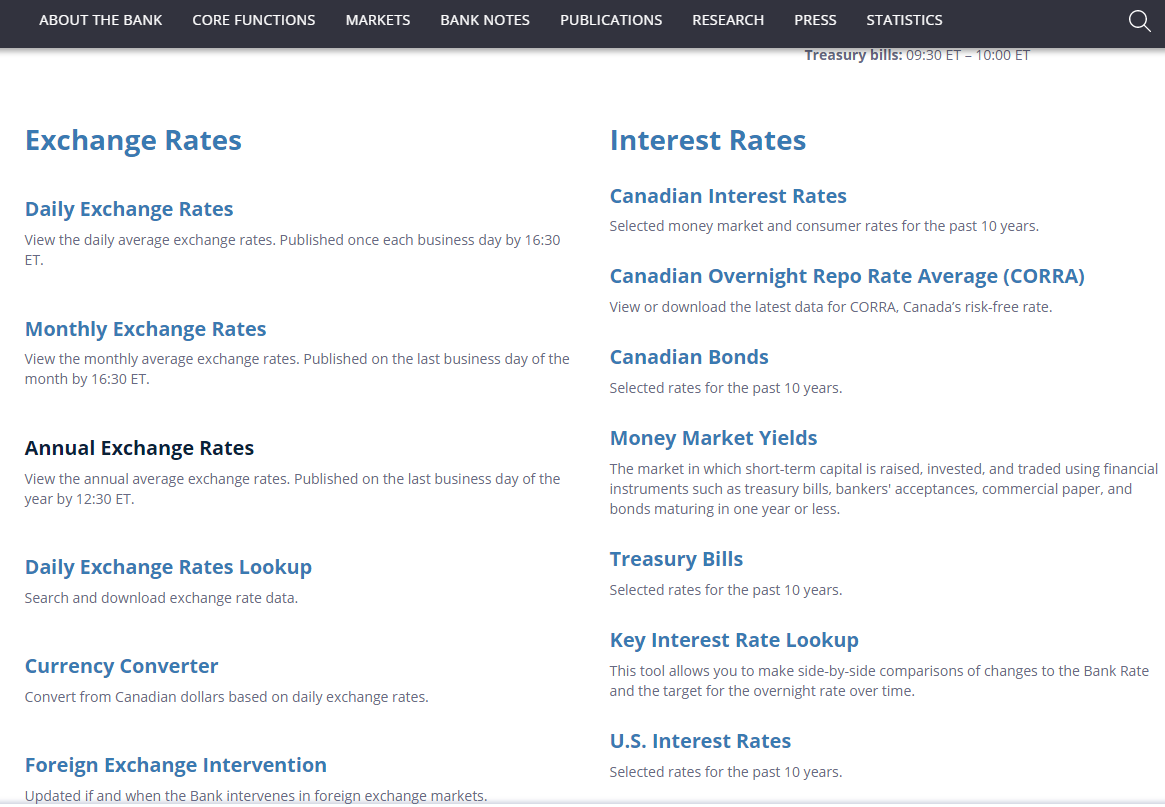 ABOUT THE BANK CORE FUNCTIONS MARKETS BANK NOTES PUBLICATIONS RESEARCH PRESS STATISTICS
Treasury bills: 09:30 ET – 10:00 ET
Exchange Rates
Daily Exchange Rates
View the daily average exchange rates. Published once each business day by 16:30
ET.
Monthly Exchange Rates
View the monthly average exchange rates. Published on the last business day of the
month by 16:30 ET.
Annual Exchange Rates
View the annual average exchange rates. Published on the last business day of the
year by 12:30 ET.
Daily Exchange Rates Lookup
Search and download exchange rate data.
Currency Converter
Convert from Canadian dollars based on daily exchange rates.
Foreign Exchange Intervention
Updated if and when the Bank intervenes in foreign exchange markets.
Interest Rates
Canadian Interest Rates
Selected money market and consumer rates for the past 10 years.
Canadian Overnight Repo Rate Average (CORRA)
View or download the latest data for CORRA, Canada’s risk-free rate.
Canadian Bonds
Selected rates for the past 10 years.
Money Market Yields
The market in which short-term capital is raised, invested, and traded using financial
instruments such as treasury bills, bankers' acceptances, commercial paper, and
bonds maturing in one year or less.
Treasury Bills
Selected rates for the past 10 years.
Key Interest Rate Lookup
This tool allows you to make side-by-side comparisons of changes to the Bank Rate
and the target for the overnight rate over time.
U.S. Interest Rates
Selected rates for the past 10 years.